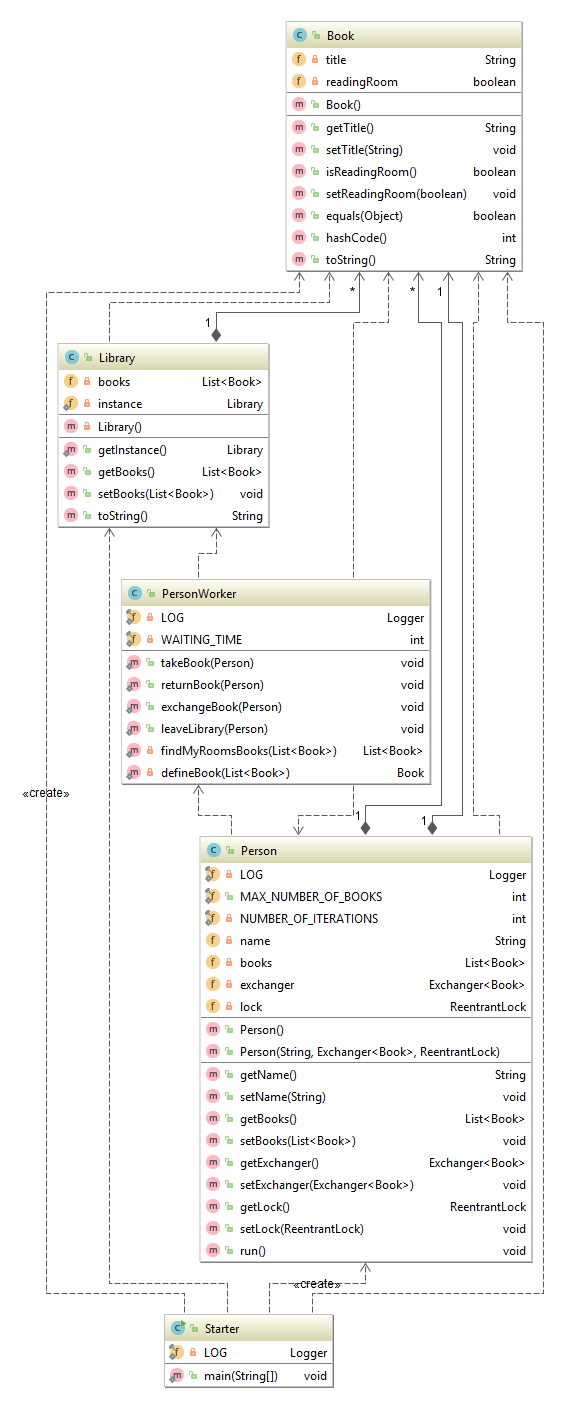 Book
title String
readingRoom boolean
Book()
getTitle() String
setTitle(String) void
isReadingRoom() boolean
setReadingRoom(boolean) void
equals(Object) boolean
hashCode() int
toString() String
* * 1
1
Library
books List<Book>
instance Library
Library()
getInstance() Library
getBooks() List<Book>
setBooks(List<Book>) void
toString() String
PersonWorker
LOG Logger
WAITING_TIME int
takeBook(Person) void
returnBook(Person) void
exchangeBook(Person) void
leaveLibrary(Person) void
findMyRoomsBooks(List<Book>) List<Book>
defineBook(List<Book>) Book
«create»
1 1
Person
LOG Logger
MAX_NUMBER_OF_BOOKS int
NUMBER_OF_ITERATIONS int
name String
books List<Book>
exchanger Exchanger<Book>
lock ReentrantLock
Person()
Person(String, Exchanger<Book>, ReentrantLock)
getName() String
setName(String) void
getBooks() List<Book>
setBooks(List<Book>) void
getExchanger() Exchanger<Book>
setExchanger(Exchanger<Book>) void
getLock() ReentrantLock
setLock(ReentrantLock) void
run() void
«create»
Starter
LOG Logger
main(String[]) void